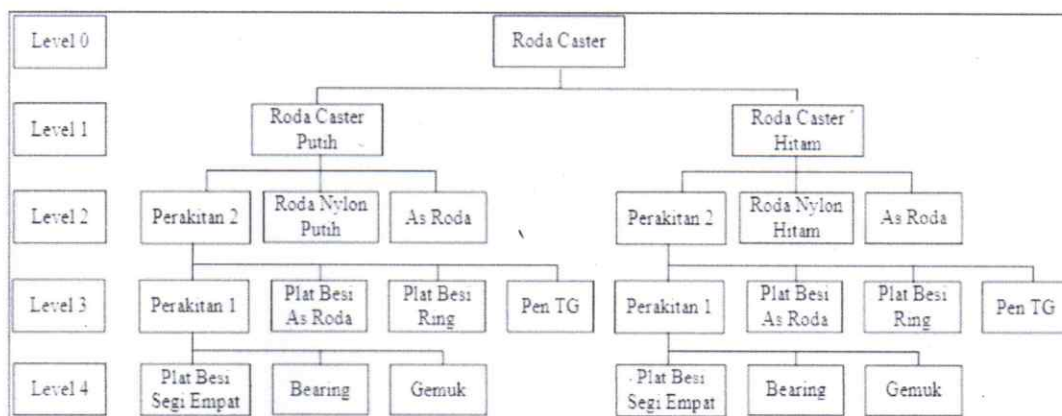 Level 0
Roda Caster
Level 1
Roda Caster
Putih
Roda Caster
Hitam
Level 2
Perakitan 2
Roda Nylon
Putih
As Roda
Perakitan 2
Roda Nylon
Hitam
As Roda
Level 3
Perakitan 1
Plat Besi
As Roda
Plat Besi
Ring
Pen TG
Perakitan 1
Plat Besi
As Roda
Plat Besi
Ring
Pen TG
Level 4
Plat Besi
Segi Empat
Bearing
Gemuk
Plat Besi
Segi Empat
Bearing
Gemuk